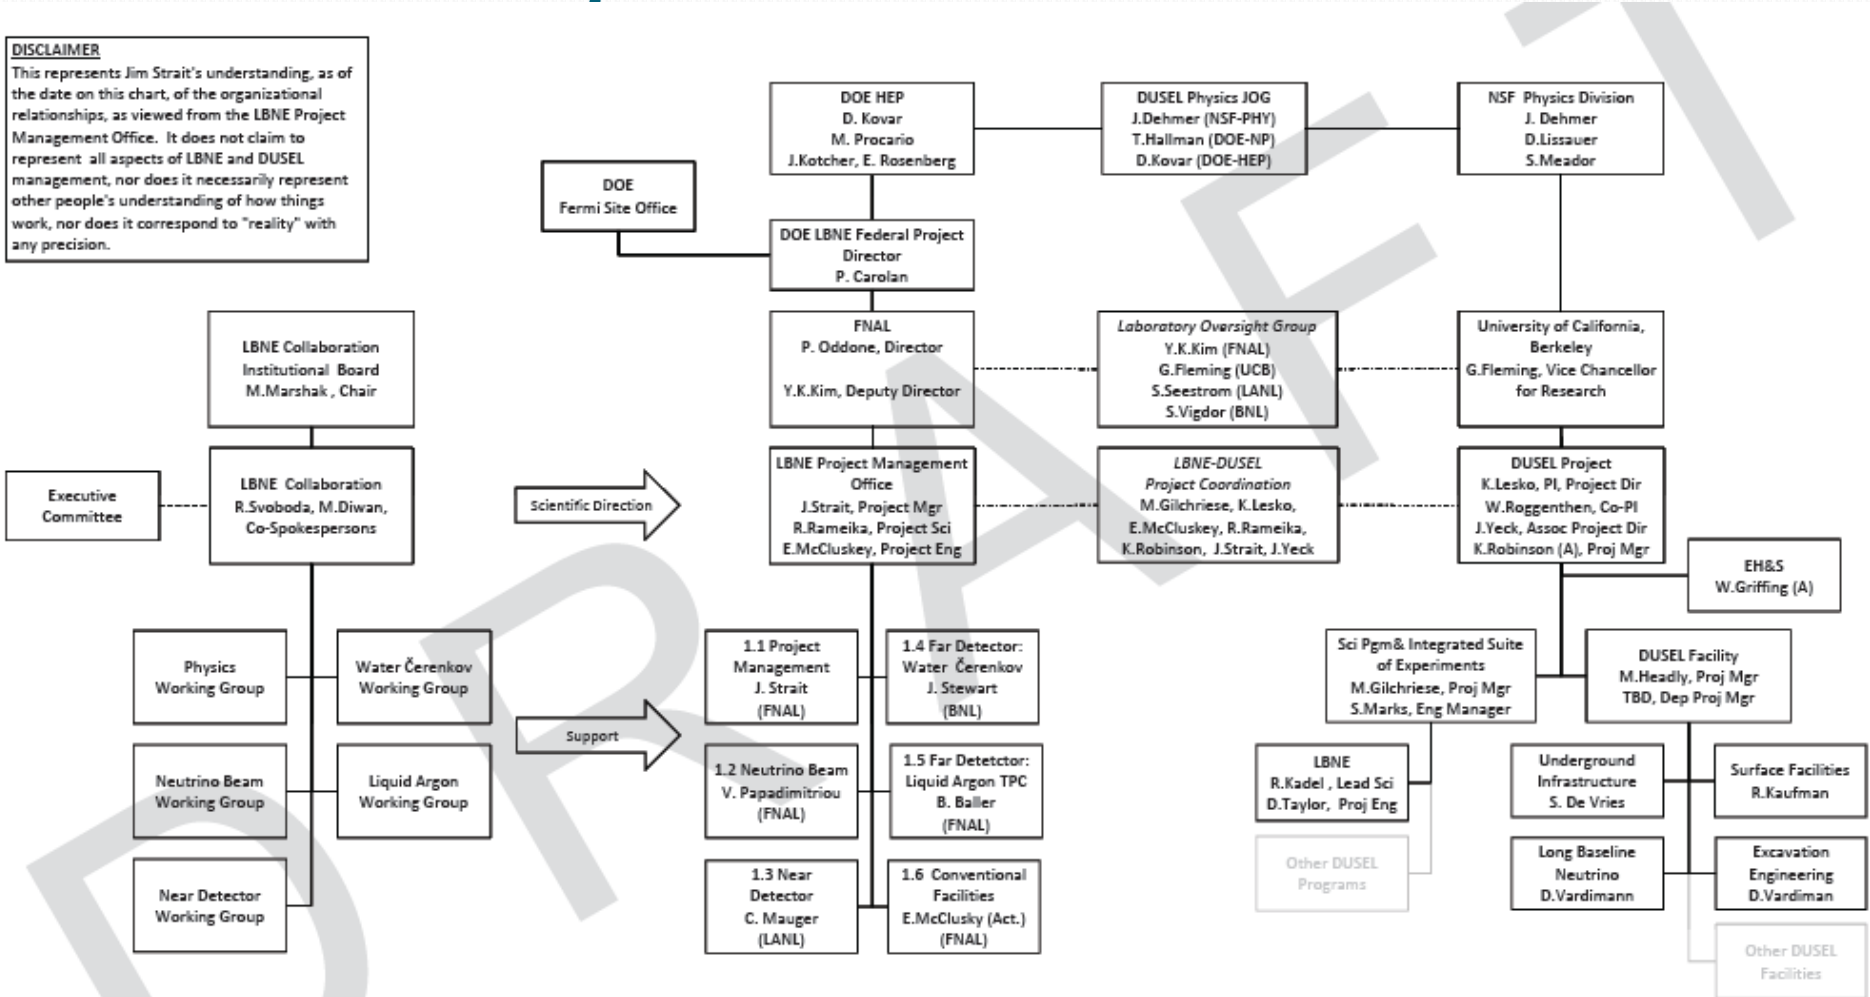 DISCLAIMER
This represents Jim Strait's understanding, as of
the date on this chart, of the organizational
relationships, as viewed from the LBNE Project
Management Office. It does not claim to
represent all aspects of LBNE and DUSEL
management, nor does it necessarily represent
other people's understanding of how things
work, nor does it correspond to "reality" with
any precision.
DOE HEP
D. Kovar
M. Procario
J.Kotcher, E. Rosenberg
DUSEL Physics JOG
J.Dehmer (NSF-PHY)
T.Hallman (DOE-NP)
D.Kovar (DOE-HEP)
NSF Physics Division
J. Dehmer
D.Lissauer
S.Meador
DOE
Fermi Site Office
DOE LBNE Federal Project
Director
P. Carolan
LBNE Collaboration
Institutional Board
M.Marshak , Chair
FNAL
P. Oddone, Director
Y.K.Kim, Deputy Director
Laboratory Oversight Group
Y.K.Kim (FNAL)
G.Fleming (UCB)
S.Seestrom (LANL)
S.Vigdor (BNL)
University of California,
Berkeley
G.Fleming, Vice Chancellor
for Research
Executive
Committee
LBNE Collaboration
R.Svoboda, M.Diwan,
Co-Spokespersons
Scientific Direction
LBNE Project Management
Office
J.Strait, Project Mgr
R.Rameika, Project Sci
E.McCluskey, Project Eng
LBNE-DUSEL
Project Coordination
M.Gilchriese, K.Lesko,
E.McCluskey, R.Rameika,
K.Robinson, J.Strait, J.Yeck
DUSEL Project
K.Lesko, PI, Project Dir
W.Roggenthen, Co-PI
J.Yeck, Assoc Project Dir
K.Robinson (A), Proj Mgr
EH&S
W.Griffing (A)
Physics
Working Group
Water Čerenkov
Working Group
Neutrino Beam
Working Group
Liquid Argon
Working Group
Near Detector
Working Group
Support
1.1 Project
Management
J. Strait
(FNAL)
1.4 Far Detector:
Water Čerenkov
J. Stewart
(BNL)
1.2 Neutrino Beam
V. Papadimitriou
(FNAL)
1.5 Far Detetctor:
Liquid Argon TPC
B. Baller
(FNAL)
1.3 Near
Detector
C. Mauger
(LANL)
1.6 Conventional
Facilities
E.McClusky (Act.)
(FNAL)
Sci Pgm& Integrated Suite
of Experiments
M.Gilchriese, Proj Mgr
S.Marks, Eng Manager
DUSEL Facility
M.Headly, Proj Mgr
TBD, Dep Proj Mgr
LBNE
R.Kadel , Lead Sci
D.Taylor, Proj Eng
Other DUSEL
Programs
Underground
Infrastructure
S. De Vries
Surface Facilities
R.Kaufman
Long Baseline
Neutrino
D.Vardimann
Excavation
Engineering
D.Vardiman
Other DUSEL
Facilities
DRAFT